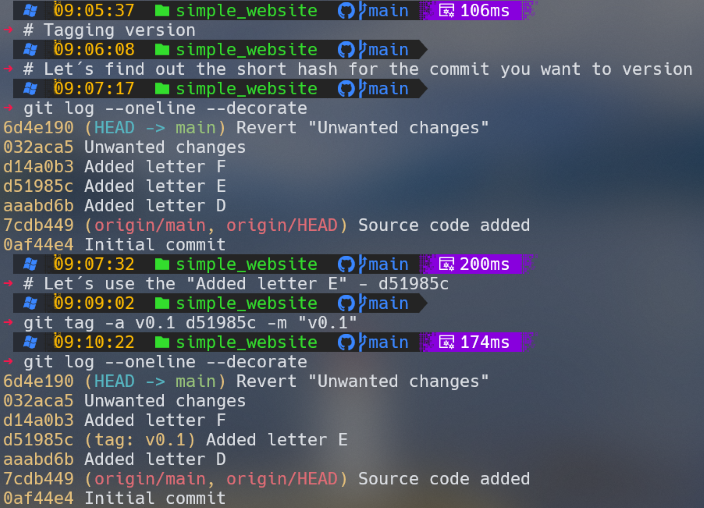 09:05:37 simple_website main 106ms
➜ # Tagging version
09:06:08 simple_website main
➜ # Let´s find out the short hash for the commit you want to version
09:07:17 simple_website main
➜ git log --oneline --decorate
6d4e190 (HEAD -> main) Revert "Unwanted changes"
032aca5 Unwanted changes
d14a0b3 Added letter F
d51985c Added letter E
aaabd6b Added letter D
7cdb449 (origin/main, origin/HEAD) Source code added
0af44e4 Initial commit
09:07:32 simple_website main 200ms
➜ # Let´s use the "Added letter E" - d51985c
09:09:02 simple_website main
➜ git tag -a v0.1 d51985c -m "v0.1"
09:10:22 simple_website main 174ms
➜ git log --oneline --decorate
6d4e190 (HEAD -> main) Revert "Unwanted changes"
032aca5 Unwanted changes
d14a0b3 Added letter F
d51985c (tag: v0.1) Added letter E
aaabd6b Added letter D
7cdb449 (origin/main, origin/HEAD) Source code added
0af44e4 Initial commit